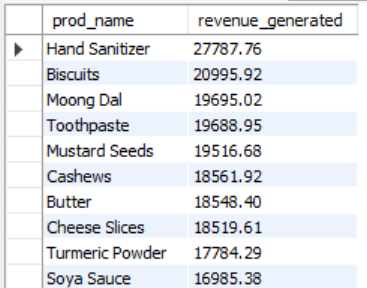 prod_name revenue_generated
Hand Sanitizer 27787.76
Biscuits 20995.92
Moong Dal 19695.02
Toothpaste 19688.95
Mustard Seeds 19516.68
Cashews 18561.92
Butter 18548.40
Cheese Slices 18519.61
Turmeric Powder 17784.29
Soya Sauce 16985.38